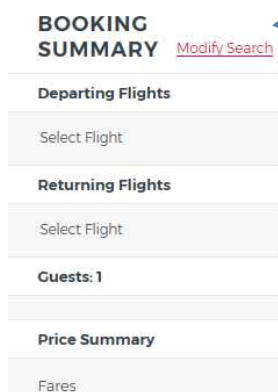 BOOKING
SUMMARY Modify Search
Departing Flights
Select Flight
Returning Flights
Select Flight
Guests: 1
Price Summary
Fares